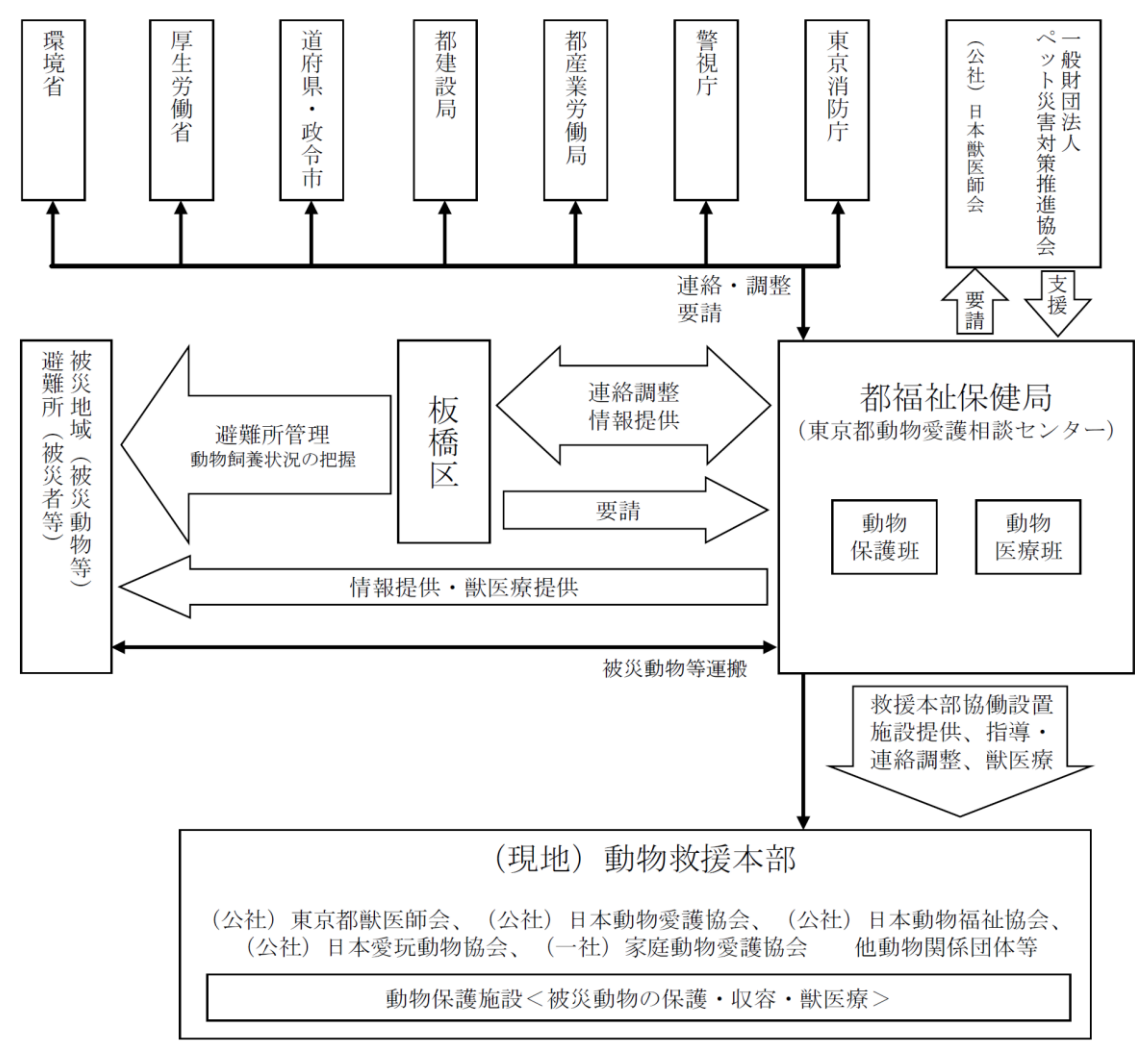 環境省
厚生労働省
道府県・政令市
都建設局
都産業労働局
警視庁
東京消防庁
一般財団法人
ペット災害対策推進協会
(公社)日本獣医師会
連絡・調整
要請
要請
支援
被災地域(被災動物等)
避難所(被災者等)
避難所管理
動物飼養状況の把握
板橋区
連絡調整
情報提供
要請
都福祉保健局
(東京都動物愛護相談センター)
動物
保護班
動物
医療班
情報提供・獣医療提供
被災動物等運搬
救援本部協働設置
施設提供、指導・
連絡調整、獣医療
(現地)動物救援本部
(公社)東京都獣医師会、(公社)日本動物愛護協会、(公社)日本動物福祉協会、
(公社)日本愛玩動物協会、(一社)家庭動物愛護協会 他動物関係団体等
動物保護施設<被災動物の保護・収容・獣医療>